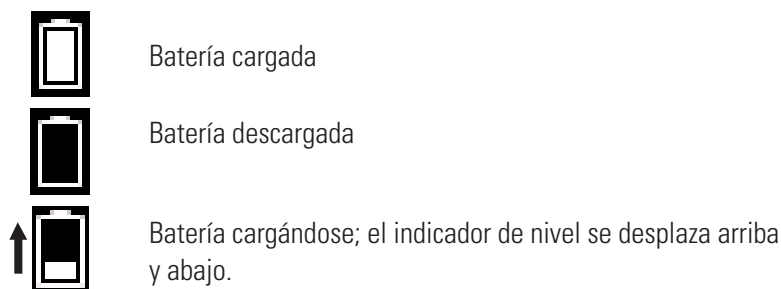 Batería cargada
Batería descargada
Batería cargándose; el indicador de nivel se desplaza arriba
y abajo.